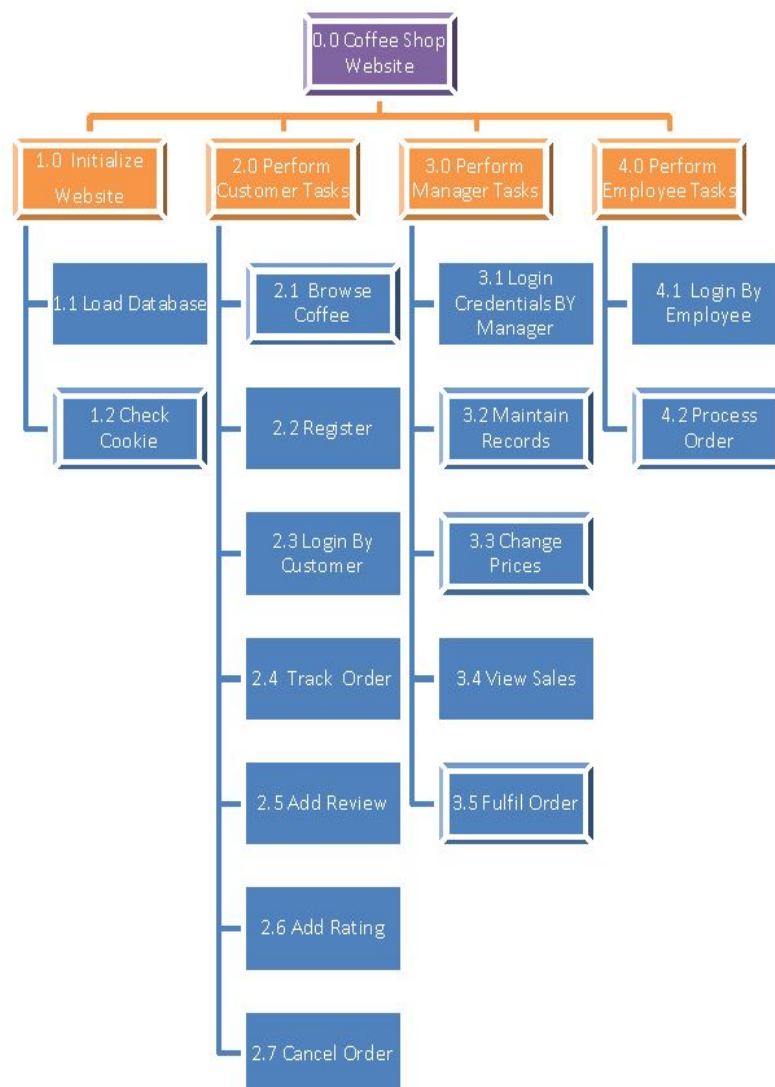 0.0 Coffee Shop
Website
1.0 Initialize
Website
2.0 Perform
Customer Tasks
3.0 Perform
Manager Tasks
4.0 Perform
Employee Tasks
1.1 Load Database
1.2 Check
Cookie
2.1 Browse
Coffee
2.2 Register
2.3 Login By
Customer
2.4 Track Order
2.5 Add Review
2.6 Add Rating
2.7 Cancel Order
3.1 Login
Credentials BY
Manager
3.2 Maintain
Records
3.3 Change
Prices
3.4 View Sales
3.5 Fulfil Order
4.1 Login By
Employee
4.2 Process
Order